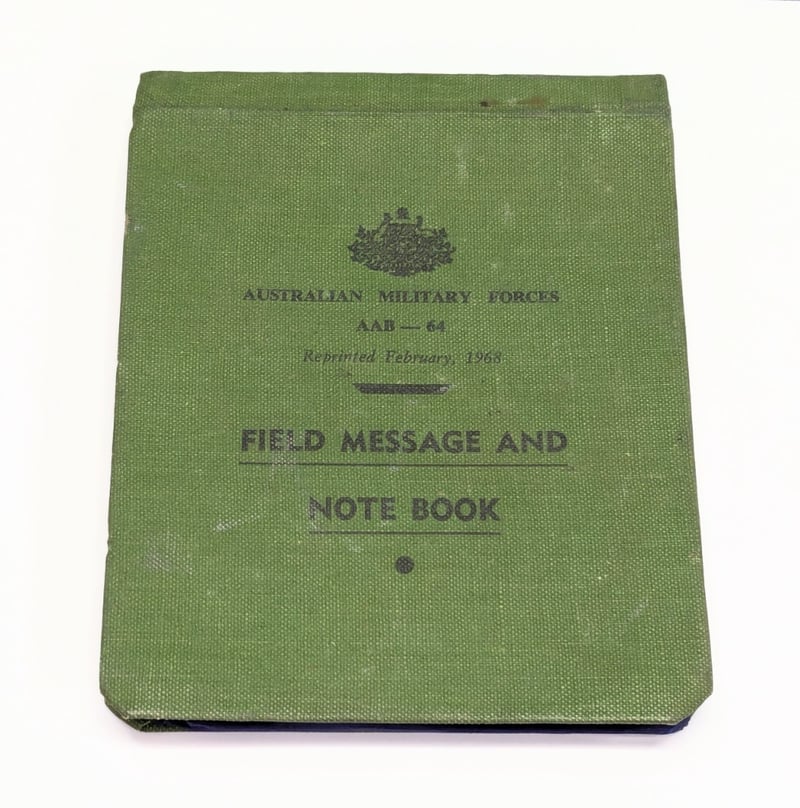 AUSTRALIAN MILITARY FORCES
AAB — 64
Reprinted February, 1968
FIELD MESSAGE AND
NOTE BOOK